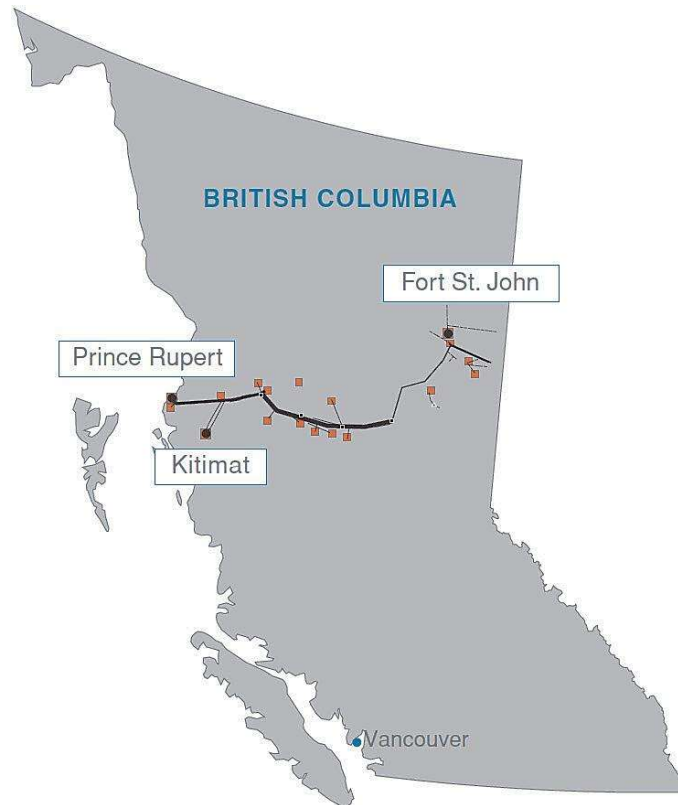 BRITISH COLUMBIA
Fort St. John
Prince Rupert
Kitimat
Vancouver